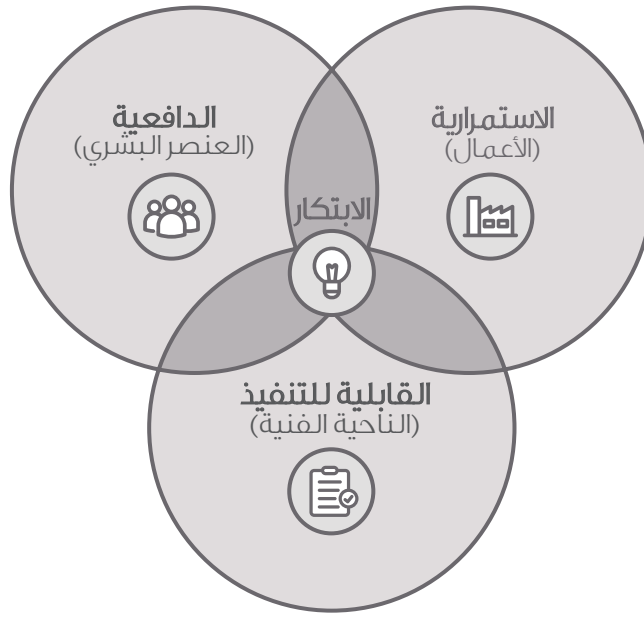 الاستمرارية
(الأعمال)
الدافعية
(العنصر البشري)
الابتكار
القابلية للتنفيذ
(الناحية الفنية)